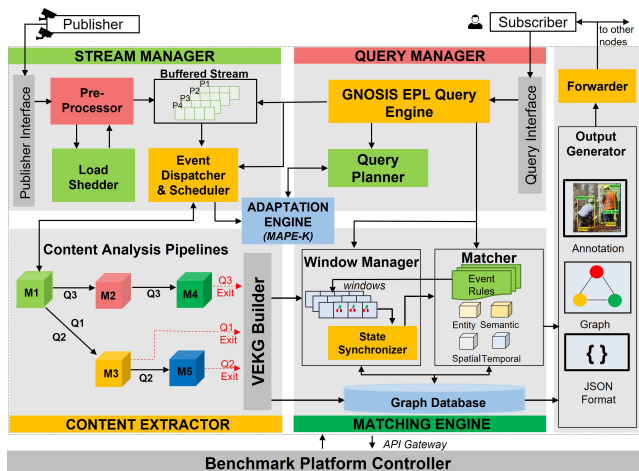 Publisher
Subscriber
to other
nodes
STREAM MANAGER
QUERY MANAGER
Publisher Interface
Pre-
Processor
Load
Shedder
Buffered Stream
P1
P2
P3
P4
Event
Dispatcher
& Scheduler
GNOSIS EPL Query
Engine
Query
Planner
Query Interface
ADAPTATION
ENGINE
(MAPE-K)
Forwarder
Output
Generator
Annotation
Graph
{ }
JSON
Format
Content Analysis Pipelines
M1
Q3
M2
Q3
M4
Q3
Exit
Q1
Q2
M3
Q2
M5
Q1
Exit
Q2
Exit
VEKG Builder
Window Manager
windows
State
Synchronizer
Matcher
Event
Rules
Entity
Semantic
Spatial
Temporal
Graph Database
CONTENT EXTRACTOR
MATCHING ENGINE
API Gateway
Benchmark Platform Controller